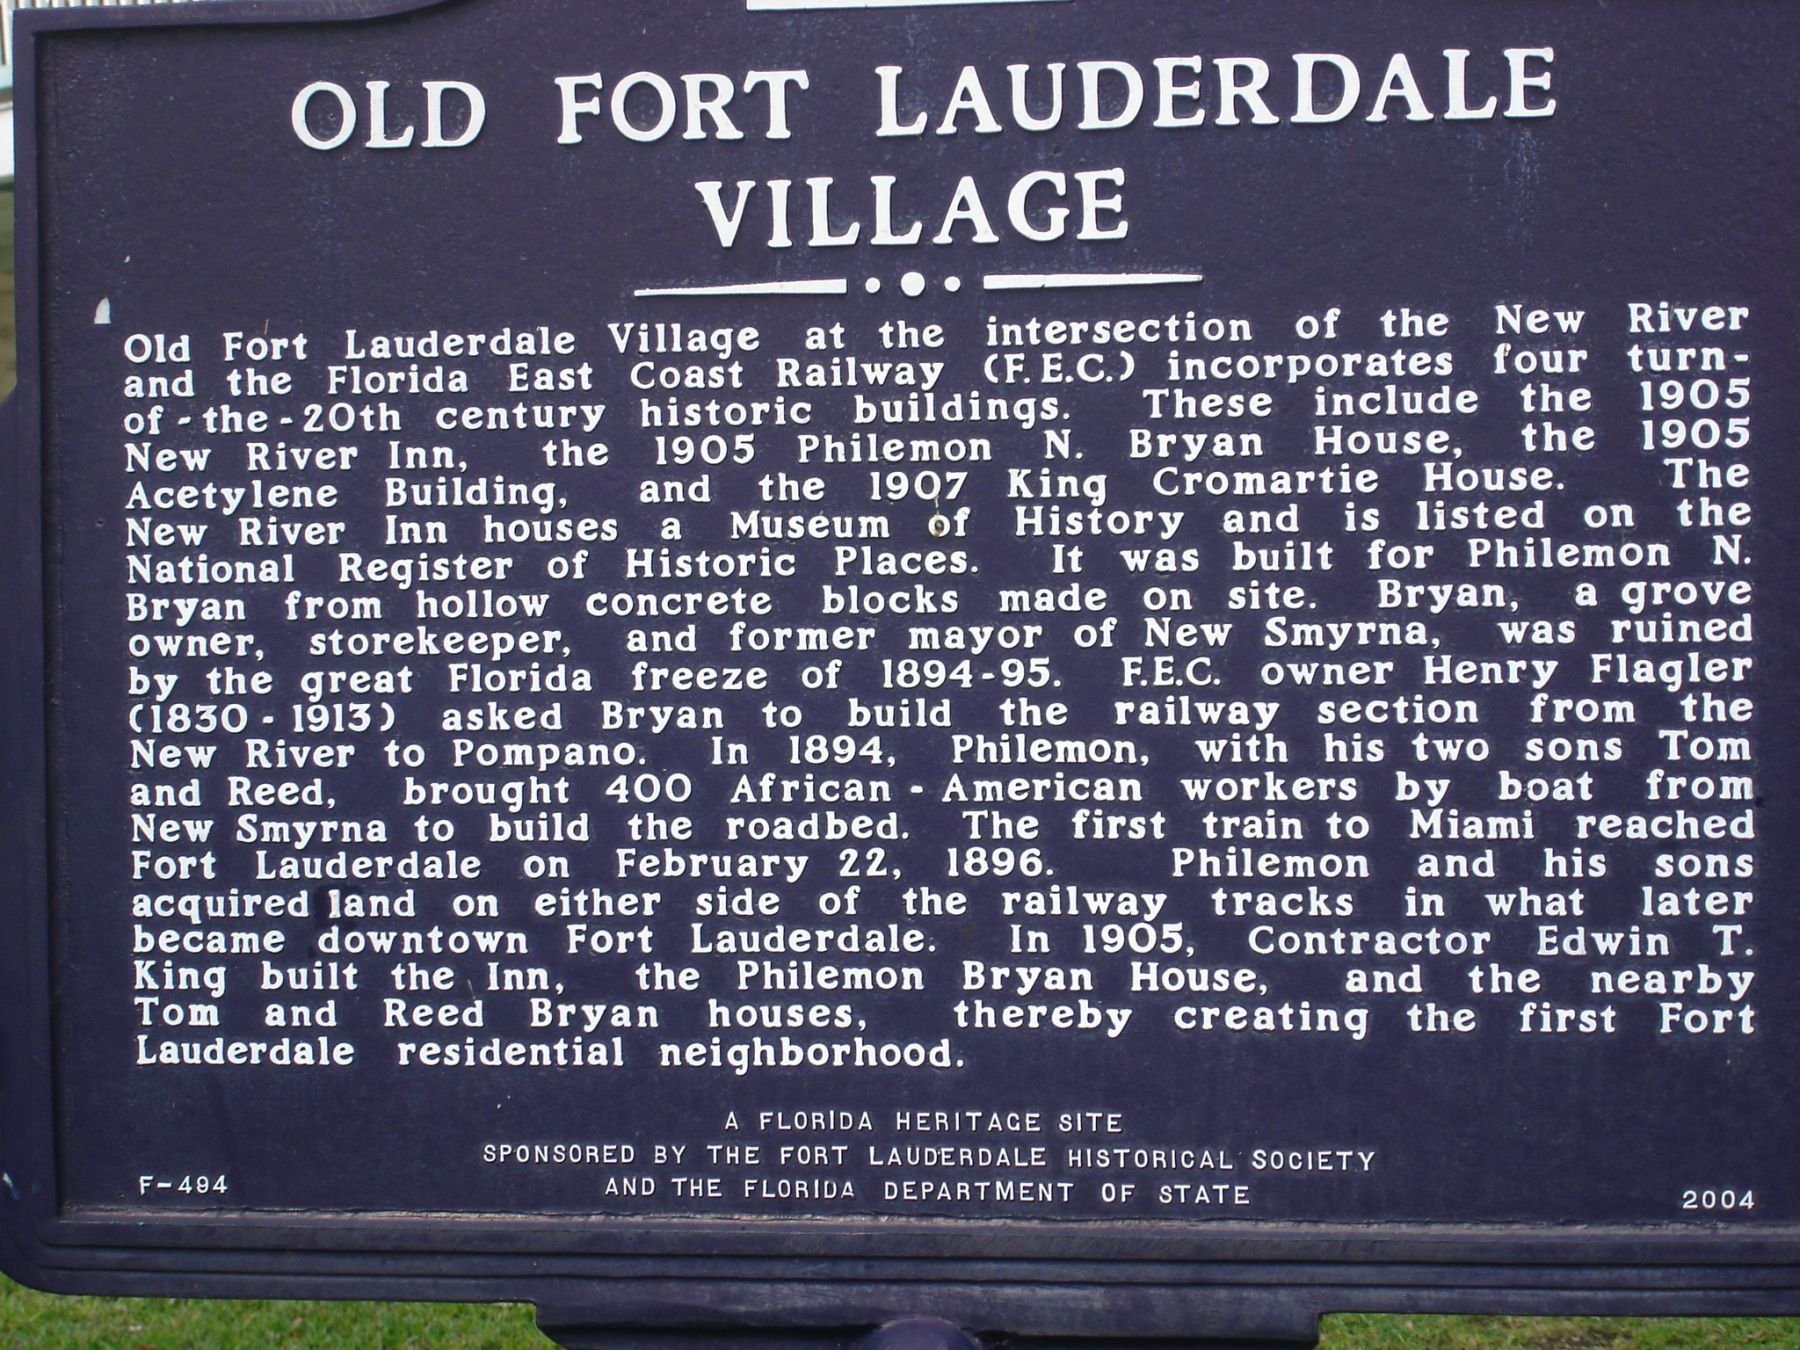 OLD FORT LAUDERDALE
VILLAGE
Old Fort Lauderdale Village at the intersection of the New River
and the Florida East Coast Railway (F.E.C.) incorporates four turn-
of-the-20th century historic buildings. These include the 1905
New River Inn, the 1905 Philemon N. Bryan House, the 1905
Acetylene Building, and the 1907 King Cromartie House. The
New River Inn houses a Museum of History and is listed on the
National Register of Historic Places. It was built for Philemon N.
Bryan from hollow concrete blocks made on site. Bryan, a grove
owner, storekeeper, and former mayor of New Smyrna, was ruined
by the great Florida freeze of 1894-95. F.E.C. owner Henry Flagler
(1830-1913) asked Bryan to build the railway section from the
New River to Pompano. In 1894, Philemon, with his two sons Tom
and Reed, brought 400 African-American workers by boat from
New Smyrna to build the roadbed. The first train to Miami reached
Fort Lauderdale on February 22, 1896. Philemon and his sons
acquired land on either side of the railway tracks in what later
became downtown Fort Lauderdale. In 1905, Contractor Edwin T.
King built the Inn, the Philemon Bryan House, and the nearby
Tom and Reed Bryan houses, thereby creating the first Fort
Lauderdale residential neighborhood.
A FLORIDA HERITAGE SITE
SPONSORED BY THE FORT LAUDERDALE HISTORICAL SOCIETY
AND THE FLORIDA DEPARTMENT OF STATE
F-494
2004